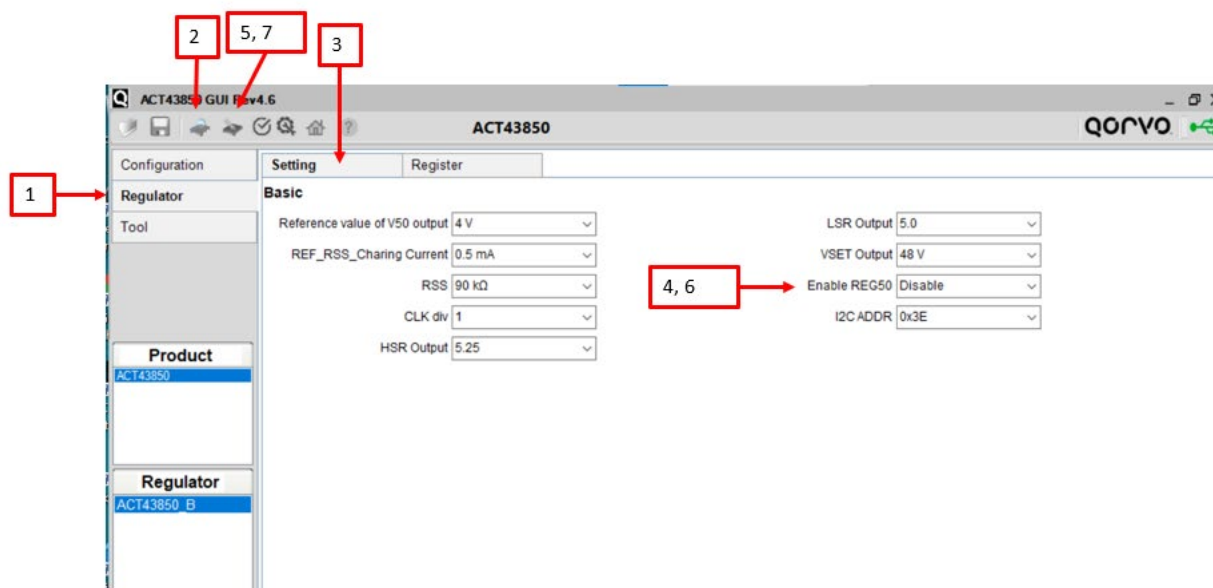 2
5, 7
3
ACT43850 GUI Rev4.6
ACT43850
QORVO
Configuration
Setting
Register
1
Regulator
Basic
Tool
Reference value of V50 output 4 V
LSR Output 5.0
REF_RSS_Charing Current 0.5 mA
VSET Output 48 V
RSS 90 kΩ
4, 6
Enable REG50 Disable
CLK div 1
I2C ADDR 0x3E
HSR Output 5.25
Product
ACT43850
Regulator
ACT43850_B